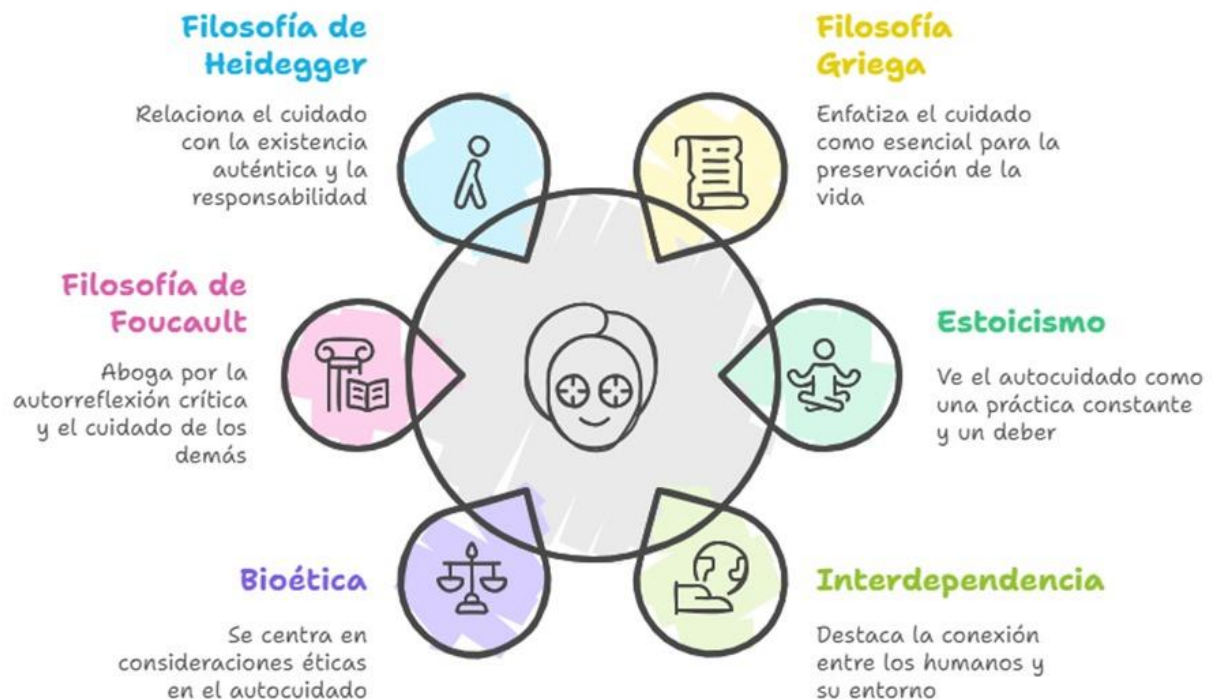 Filosofía de
Heidegger
Relaciona el cuidado
con la existencia
auténtica y la
responsabilidad
Filosofía
Griega
Enfatiza el cuidado
como esencial para la
preservación de la
vida
Filosofía de
Foucault
Aboga por la
autorreflexión crítica
y el cuidado de los
demás
Estoicismo
Ve el autocuidado como
una práctica constante
y un deber
Bioética
Se centra en
consideraciones éticas
en el autocuidado
Interdependencia
Destaca la conexión
entre los humanos y
su entorno